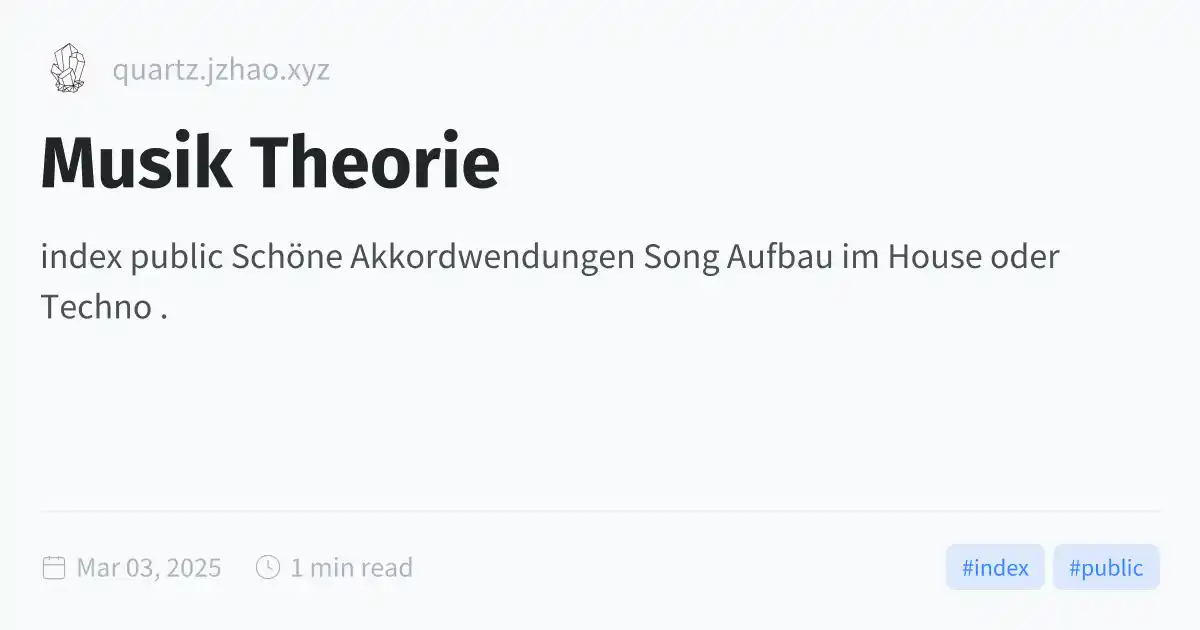 quartz.jzhao.xyz
Musik Theorie
index public Schöne Akkordwendungen Song Aufbau im House oder
Techno .
Mar 03, 2025 1 min read #index #public